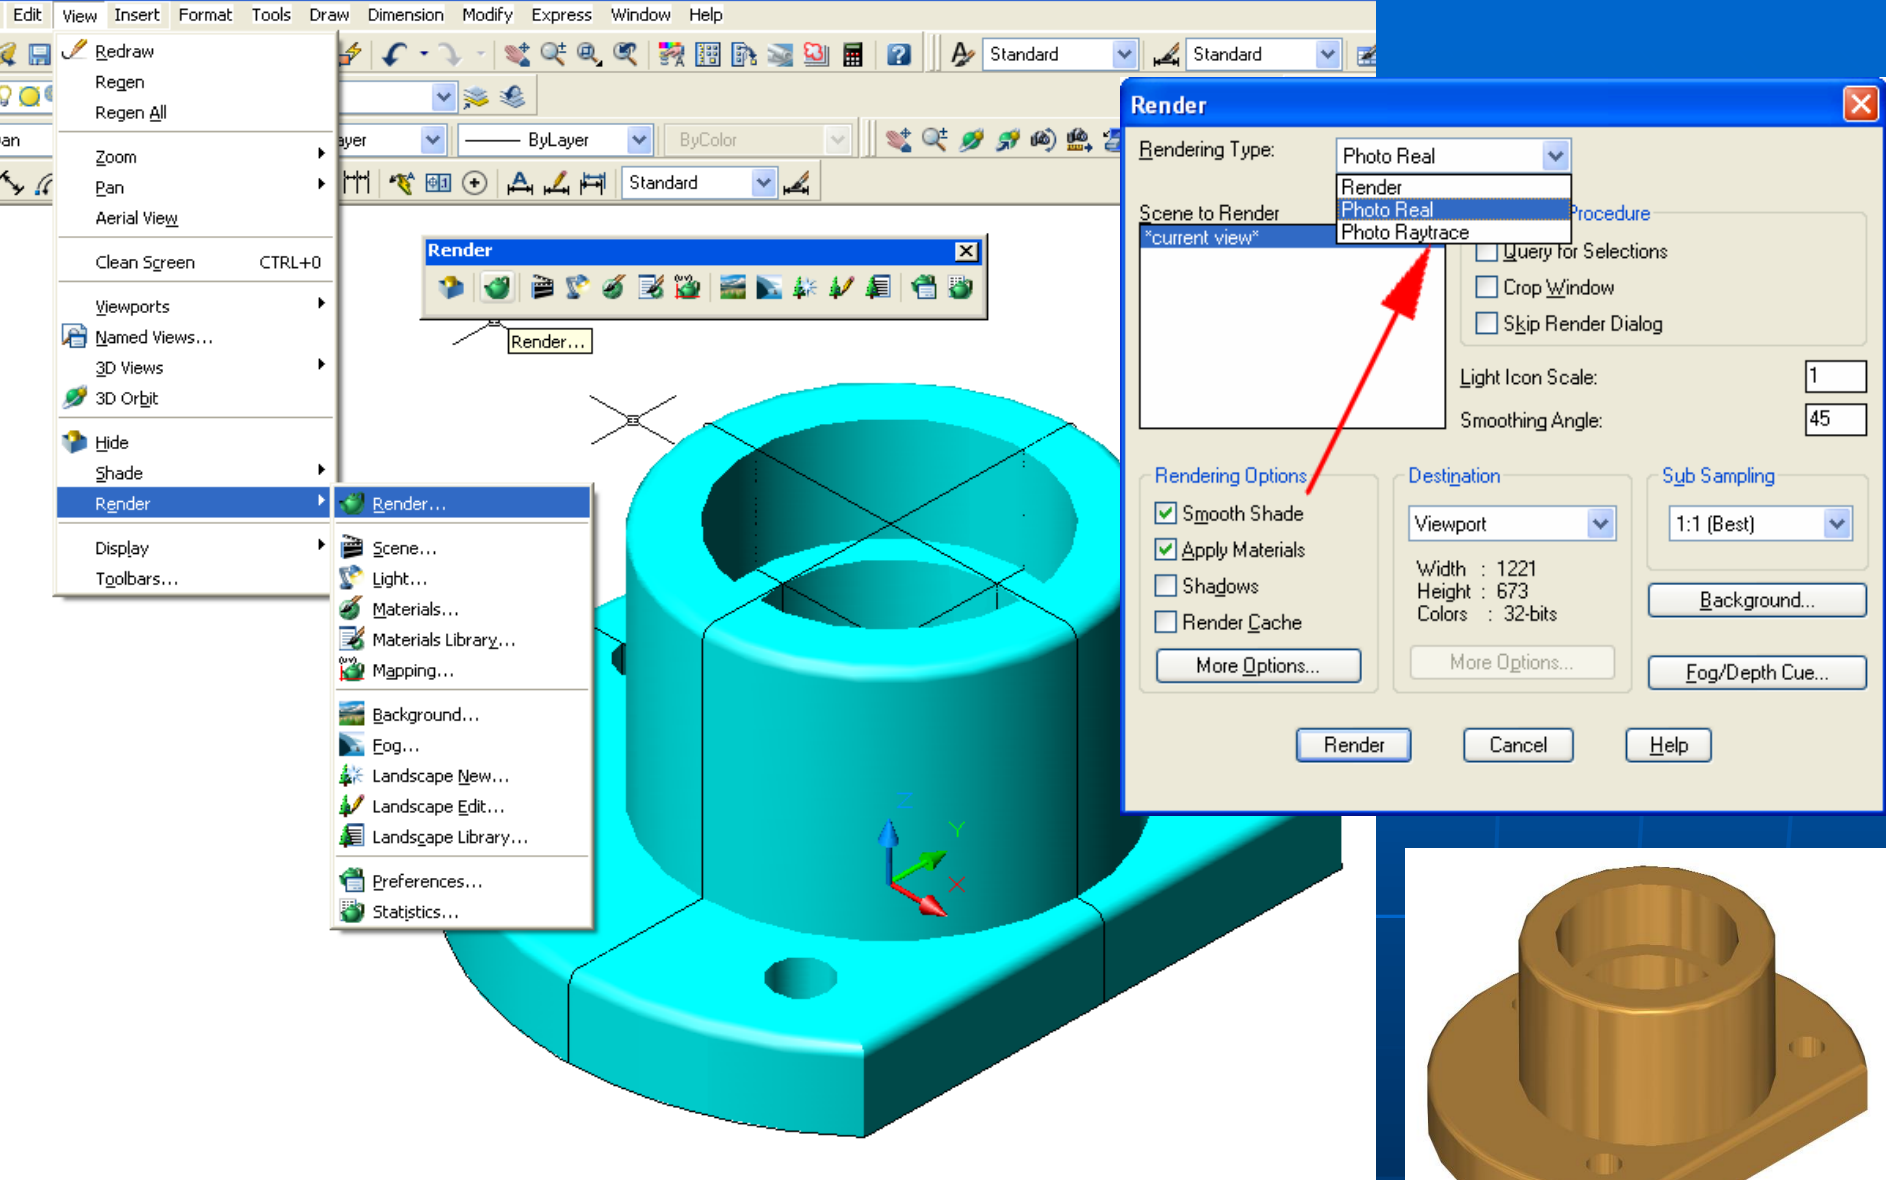 Edit View Insert Format Tools Draw Dimension Modify Express Window Help
Standard Standard
ByLayer ByColor
Standard
Redraw
Regen
Regen All
Zoom
Pan
Aerial View
Clean Screen CTRL+0
Viewports
Named Views...
3D Views
3D Orbit
Hide
Shade
Render
Display
Toolbars...
Render...
Scene...
Light...
Materials...
Materials Library...
Mapping...
Background...
Fog...
Landscape New...
Landscape Edit...
Landscape Library...
Preferences...
Statistics...
Render
Render...
Z
Y
X
Render
Rendering Type: Photo Real
Render
Photo Real
Photo Raytrace
Scene to Render
*current view*
Procedure
Query for Selections
Crop Window
Skip Render Dialog
Light Icon Scale: 1
Smoothing Angle: 45
Rendering Options
Smooth Shade
Apply Materials
Shadows
Render Cache
More Options...
Destination
Viewport
Width : 1221
Height : 673
Colors : 32-bits
More Options...
Sub Sampling
1:1 (Best)
Background...
Fog/Depth Cue...
Render Cancel Help